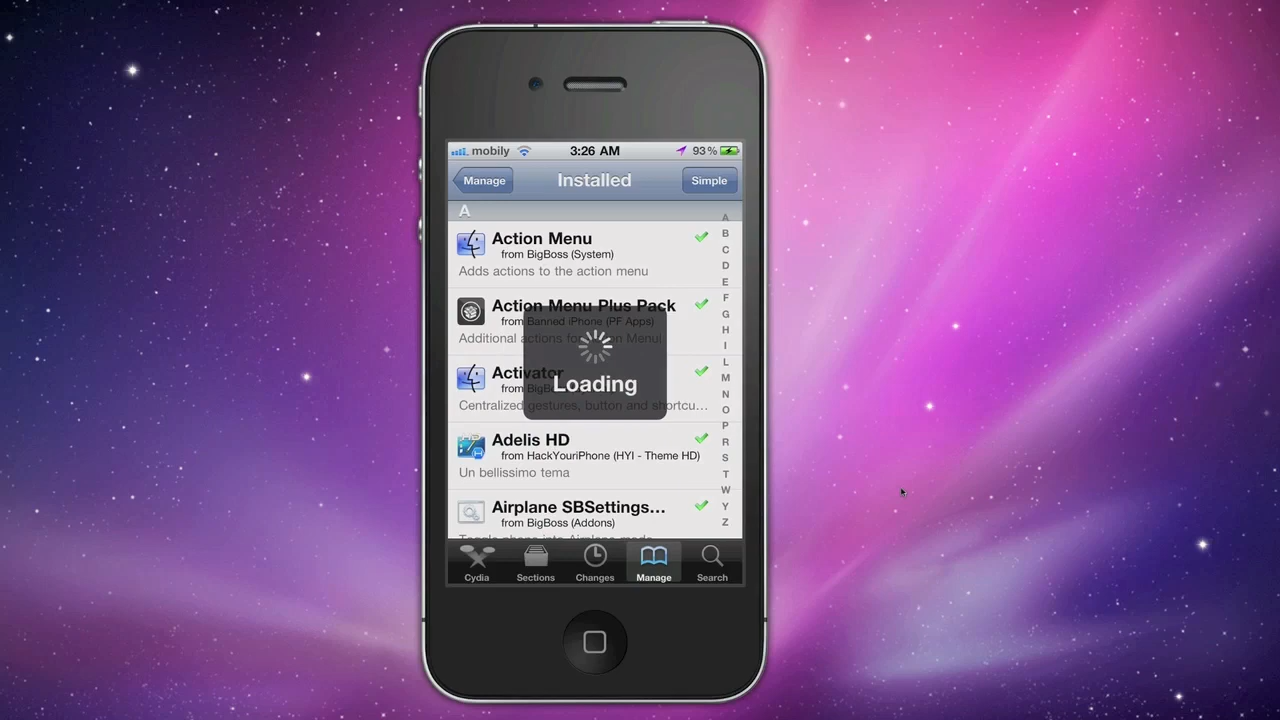 mobily 3:26 AM 93%
Manage Installed Simple
A
Action Menu
from BigBoss (System)
Adds actions to the action menu
Action Menu Plus Pack
from Banned iPhone (PF Apps)
Additional actions for Action Menu!
Activator
from BigBoss
Centralized gestures, button and shortcu...
Loading
Adelis HD
from HackYouriPhone (HYI - Theme HD)
Un bellissimo tema
Airplane SBSettings...
from BigBoss (Addons)
Toggle phone into Airplane mode
A
B
C
D
E
F
G
H
I
L
M
N
O
P
R
S
T
W
Y
Z
Cydia Sections Changes Manage Search